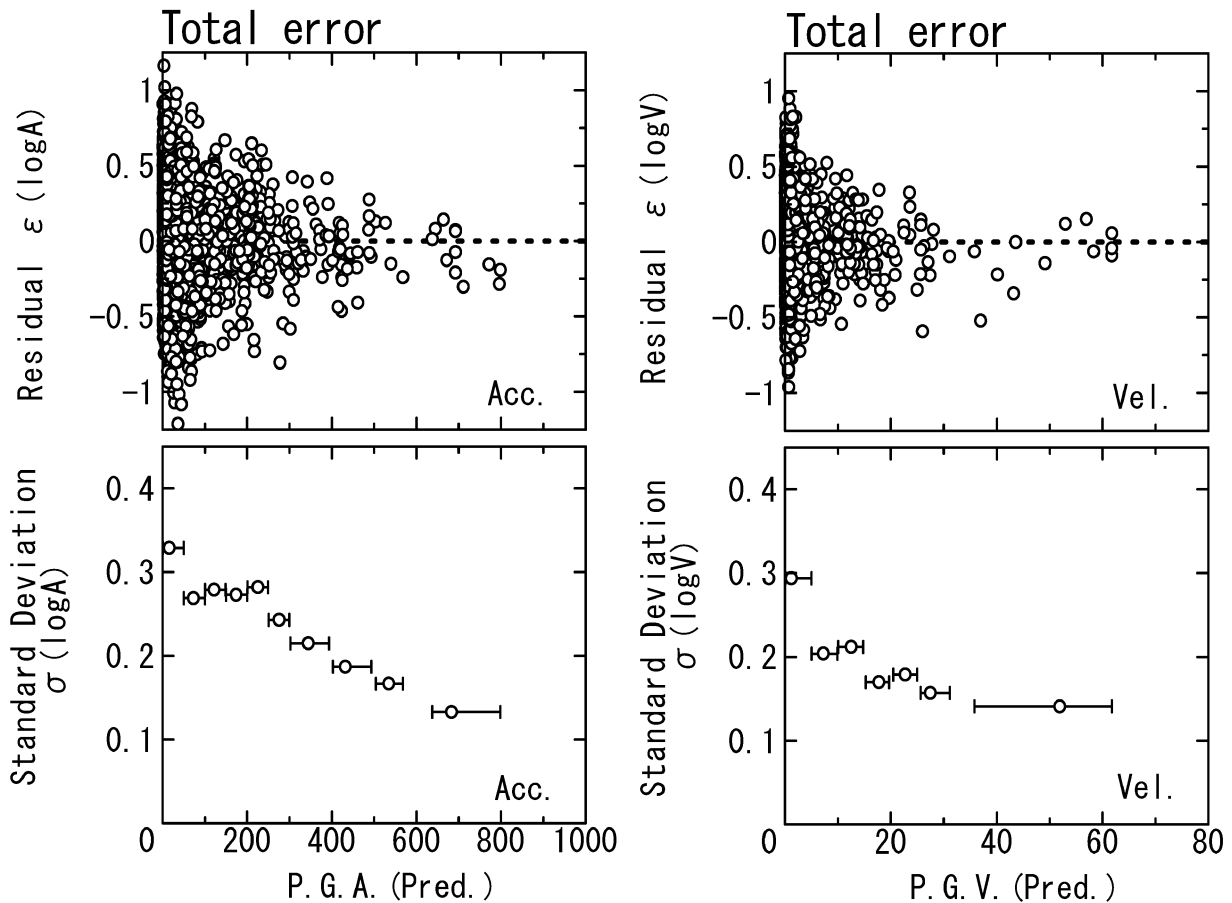 Total error
Residual ε (logA)
1
0.5
0
-0.5
-1
Acc.
Total error
Residual ε (logV)
1
0.5
0
-0.5
-1
Vel.
Standard Deviation
σ (logA)
0.4
0.3
0.2
0.1
Acc.
0 200 400 600 800 1000
P.G.A.(Pred.)
Standard Deviation
σ (logV)
0.4
0.3
0.2
0.1
Vel.
0 20 40 60 80
P.G.V.(Pred.)